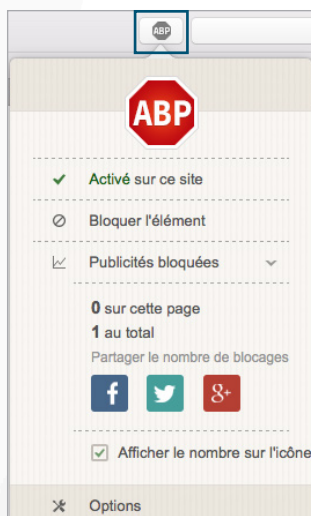 ABP
ABP
Activé sur ce site
Bloquer l'élément
Publicités bloquées
0 sur cette page
1 au total
Partager le nombre de blocages
f
8+
Afficher le nombre sur l'icône
Options